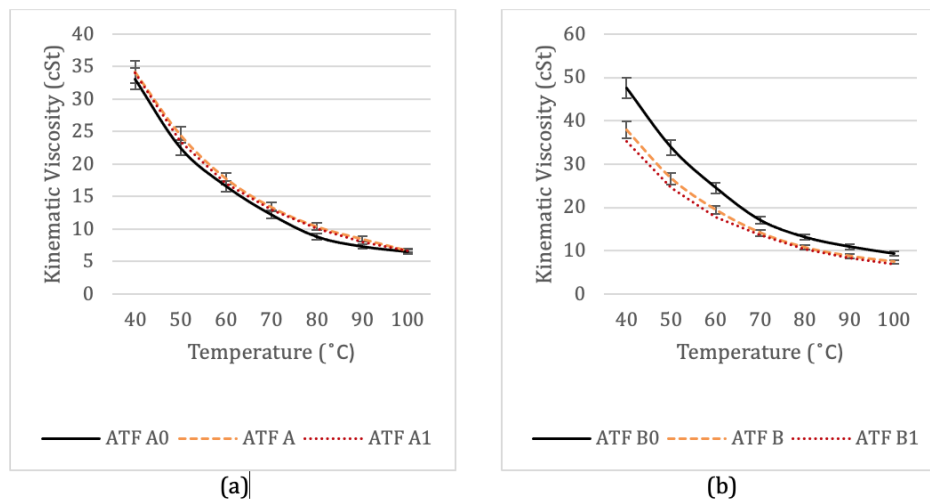 Kinematic Viscosity (cSt)
40
35
30
25
20
15
10
5
0
40 50 60 70 80 90 100
Temperature (˚C)
ATF A0 ATF A ATF A1
(a)
Kinematic Viscosity (cSt)
60
50
40
30
20
10
0
40 50 60 70 80 90 100
Temperature (˚C)
ATF B0 ATF B ATF B1
(b)